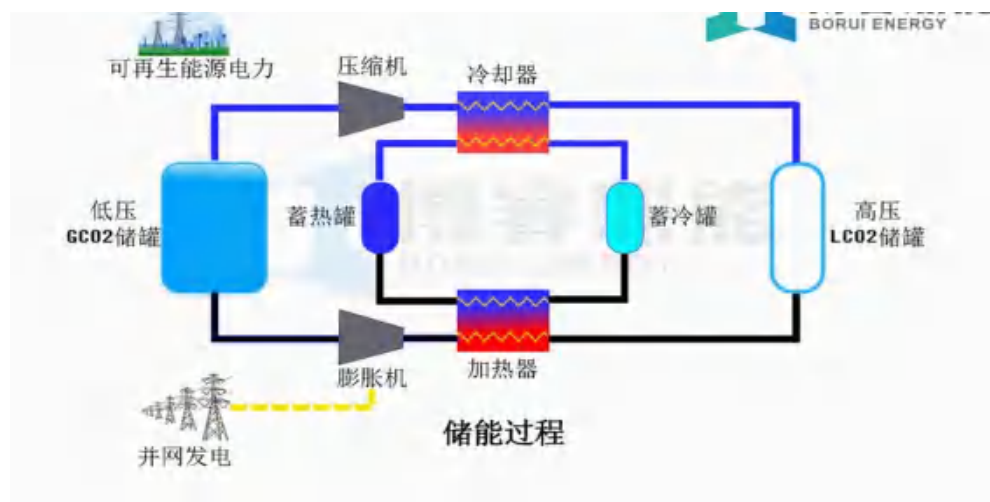 BORUI ENERGY
可再生能源电力
压缩机
冷却器
低压
GCO2储罐
蓄热罐
蓄冷罐
高压
LCO2储罐
膨胀机
加热器
储能过程
并网发电